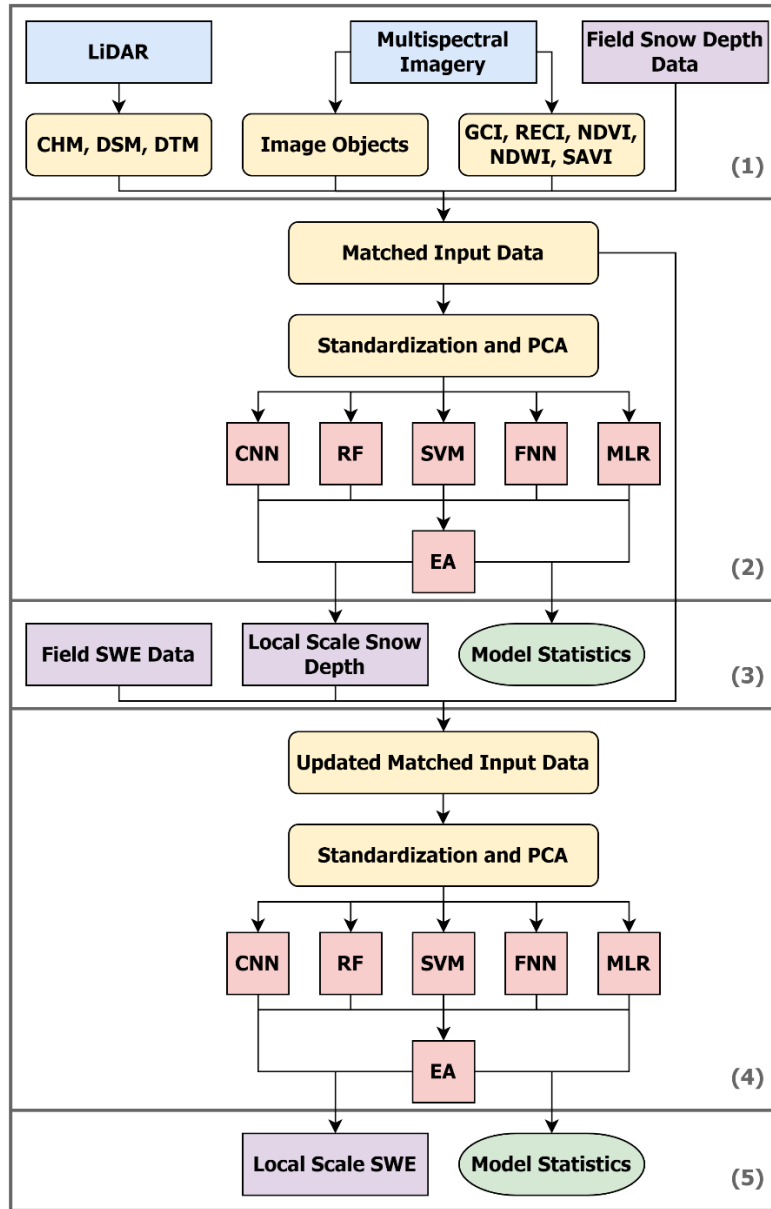 LiDAR
Multispectral
Imagery
Field Snow Depth
Data
CHM, DSM, DTM
Image Objects
GCI, RECI, NDVI,
NDWI, SAVI
(1)
Matched Input Data
Standardization and PCA
CNN
RF
SVM
FNN
MLR
EA
(2)
Field SWE Data
Local Scale Snow
Depth
Model Statistics
(3)
Updated Matched Input Data
Standardization and PCA
CNN
RF
SVM
FNN
MLR
EA
(4)
Local Scale SWE
Model Statistics
(5)